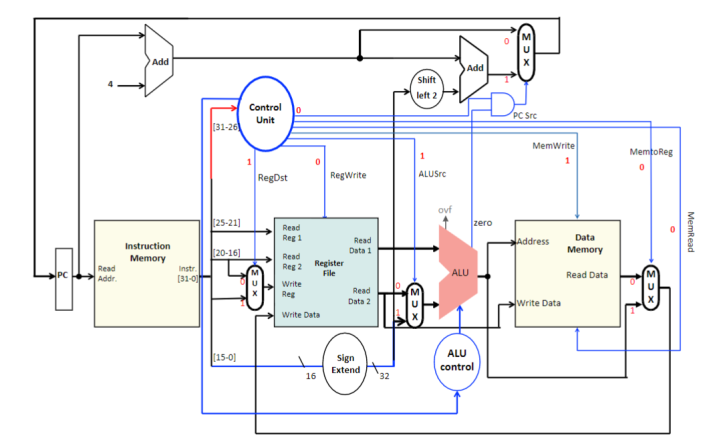 M
U
X
0
1
Add
4
Add
Shift
left 2
Control
Unit
0
PC Src
[31-26]
MemWrite
1
MemtoReg
0
1
RegDst
RegWrite
0
1
ALUSrc
MemRead
0
ovf
zero
[25-21]
[20-16]
Instruction
Memory
PC
Read
Addr.
Instr.
[31-0]
Read
Reg 1
Read
Data 1
Read
Reg 2
Register
File
Write
Reg
Read
Data 2
Write Data
M
U
X
0
1
M
U
X
0
1
ALU
Address
Data
Memory
Read Data
Write Data
M
U
X
0
1
[15-0]
16
Sign
Extend
32
ALU
control